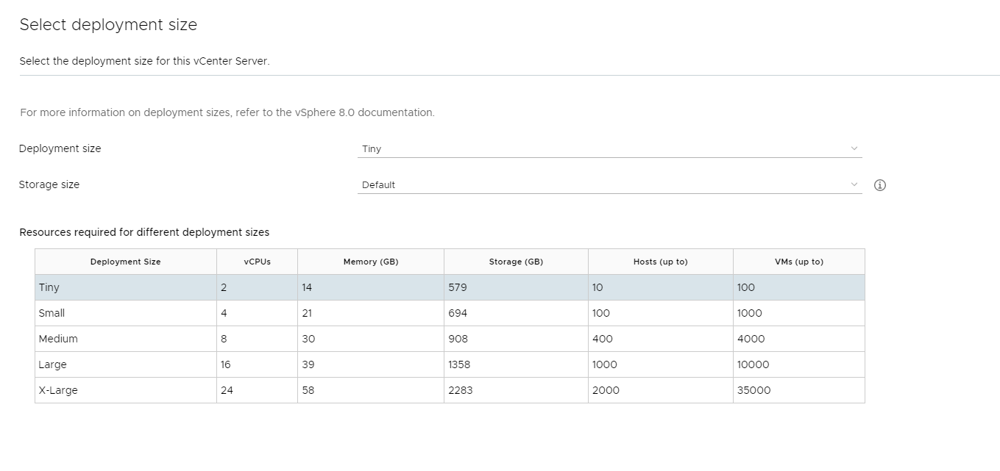 Select deployment size
Select the deployment size for this vCenter Server.
For more information on deployment sizes, refer to the vSphere 8.0 documentation.
Deployment size Tiny
Storage size Default
Resources required for different deployment sizes
Deployment Size vCPUs Memory (GB) Storage (GB) Hosts (up to) VMs (up to)
Tiny 2 14 579 10 100
Small 4 21 694 100 1000
Medium 8 30 908 400 4000
Large 16 39 1358 1000 10000
X-Large 24 58 2283 2000 35000